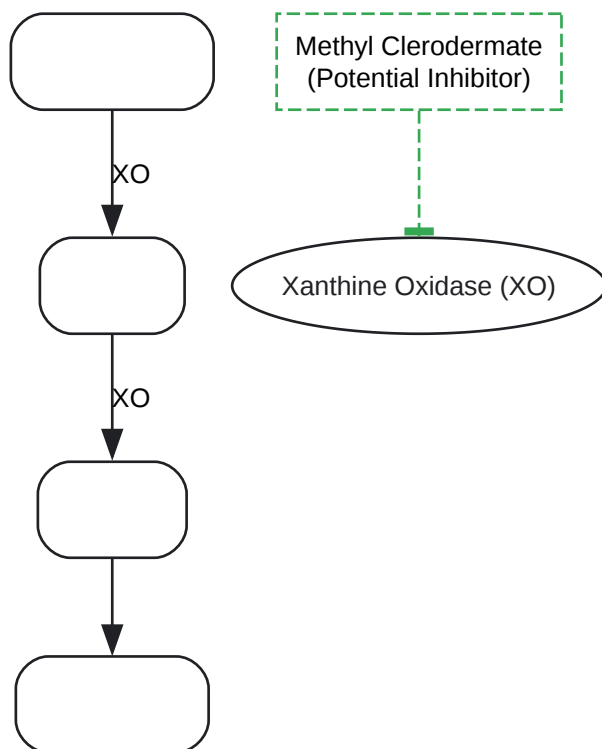 Methyl Clerodermate
(Potential Inhibitor)
XO
Xanthine Oxidase (XO)
XO